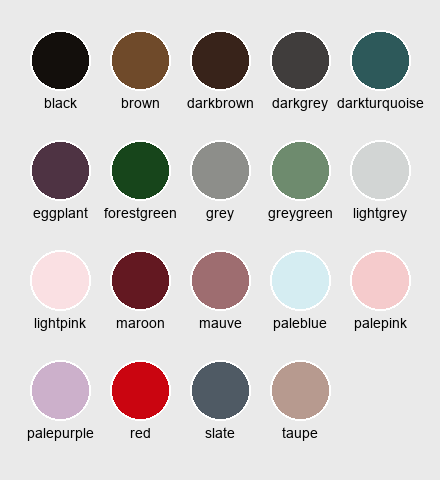 black brown darkbrown darkgrey darkturquoise
eggplant forestgreen grey greygreen lightgrey
lightpink maroon mauve paleblue palepink
palepurple red slate taupe